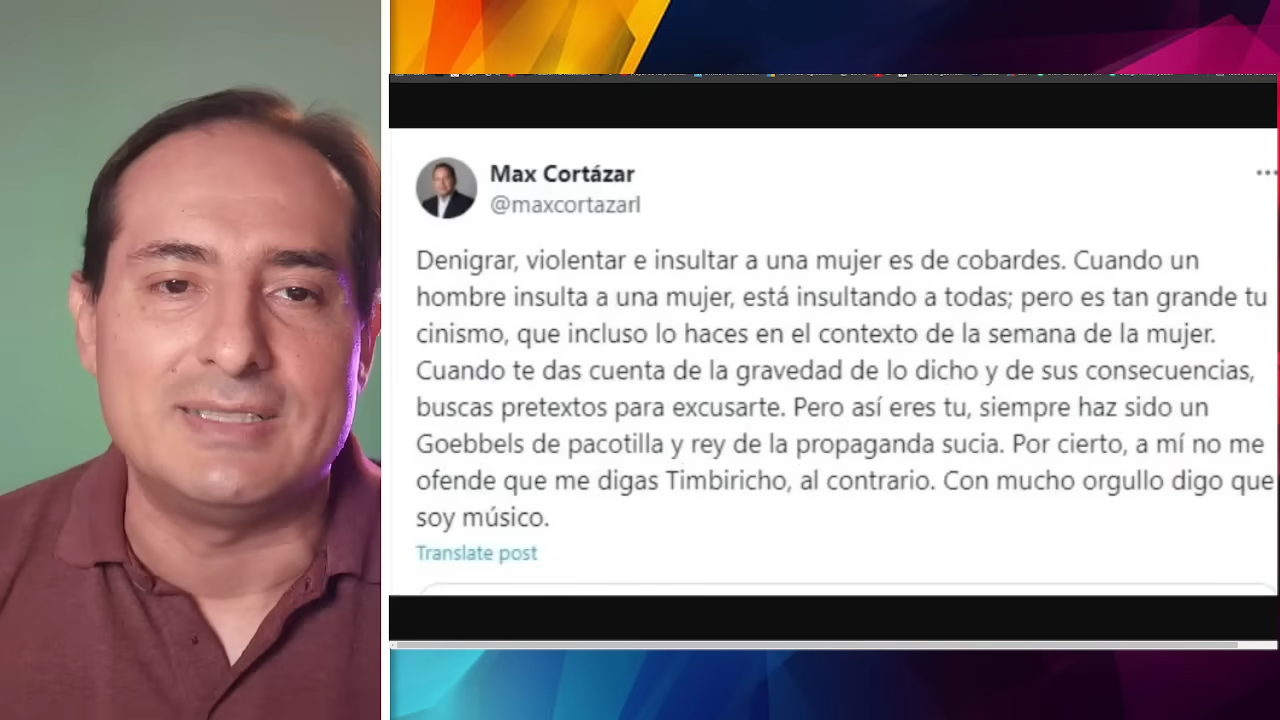 Max Cortázar
@maxcortazarl
Denigrar, violentar e insultar a una mujer es de cobardes. Cuando un
hombre insulta a una mujer, está insultando a todas; pero es tan grande tu
cinismo, que incluso lo haces en el contexto de la semana de la mujer.
Cuando te das cuenta de la gravedad de lo dicho y de sus consecuencias,
buscas pretextos para excusarte. Pero así eres tu, siempre haz sido un
Goebbels de pacotilla y rey de la propaganda sucia. Por cierto, a mí no me
ofende que me digas Timbiricho, al contrario. Con mucho orgullo digo que
soy músico.
Translate post